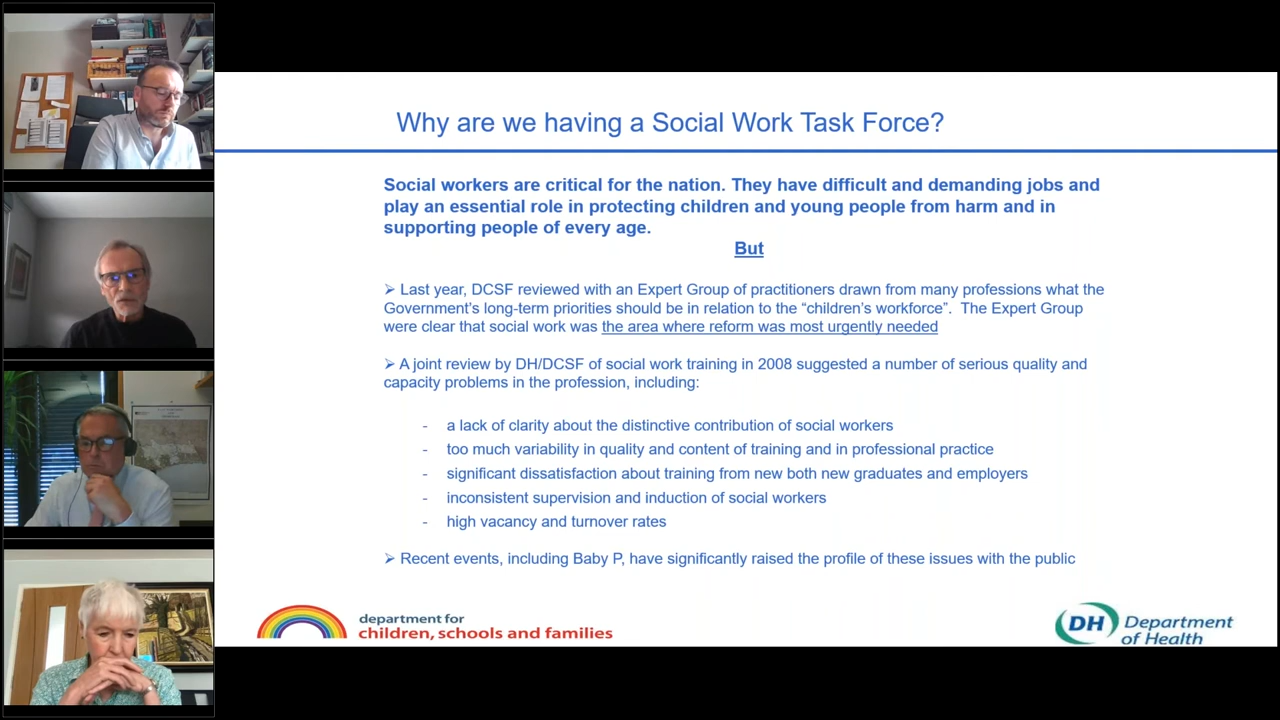 Why are we having a Social Work Task Force?
Social workers are critical for the nation. They have difficult and demanding jobs and
play an essential role in protecting children and young people from harm and in
supporting people of every age.
But
➢ Last year, DCSF reviewed with an Expert Group of practitioners drawn from many professions what the
Government's long-term priorities should be in relation to the “children's workforce”. The Expert Group
were clear that social work was the area where reform was most urgently needed
➢ A joint review by DH/DCSF of social work training in 2008 suggested a number of serious quality and
capacity problems in the profession, including:
- a lack of clarity about the distinctive contribution of social workers
- too much variability in quality and content of training and in professional practice
- significant dissatisfaction about training from new both new graduates and employers
- inconsistent supervision and induction of social workers
- high vacancy and turnover rates
➢ Recent events, including Baby P, have significantly raised the profile of these issues with the public
department for
children, schools and families
DH Department
of Health